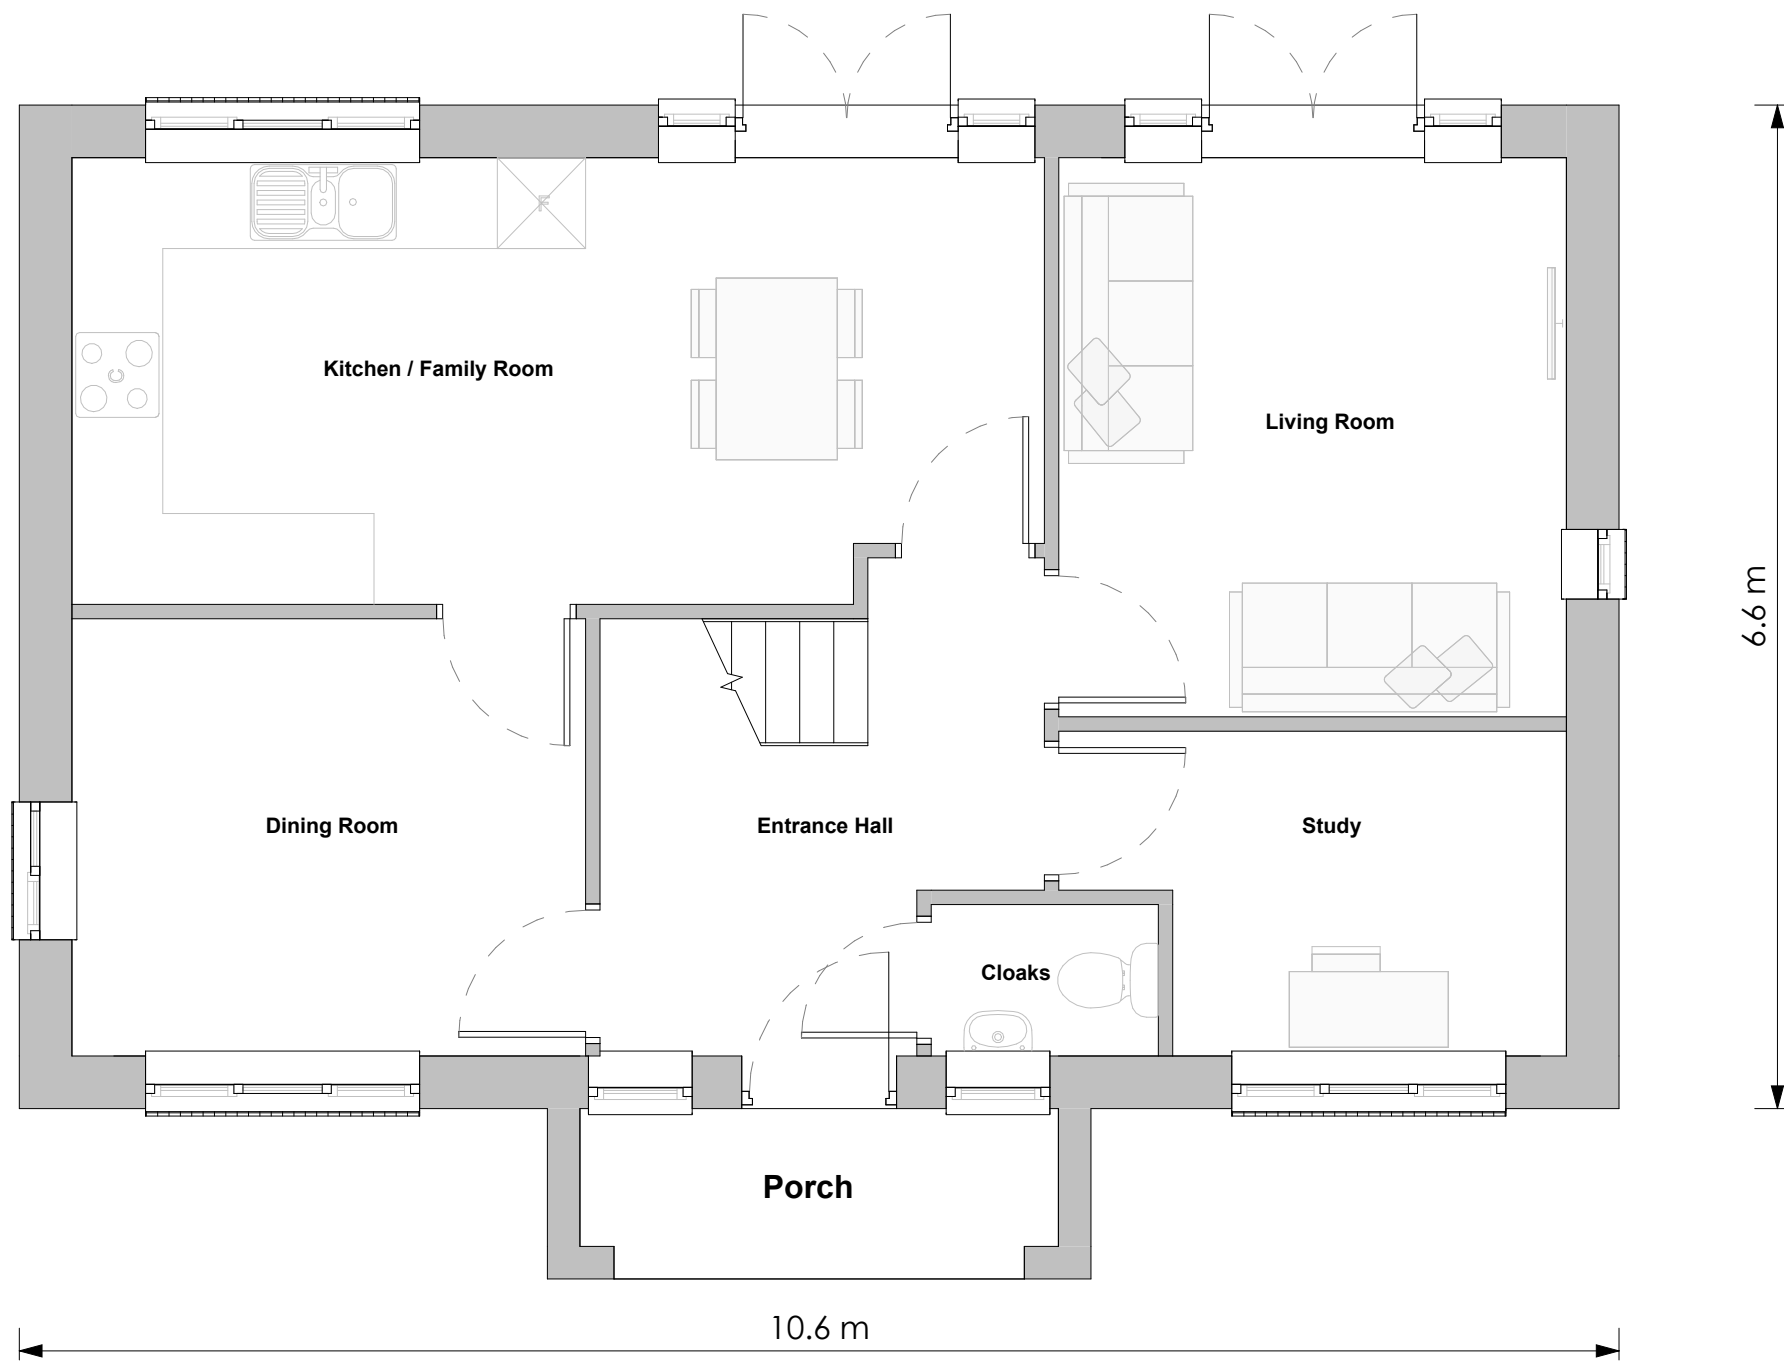 F
Kitchen / Family Room
Living Room
6.6 m
Dining Room
Entrance Hall
Study
Cloaks
Porch
10.6 m